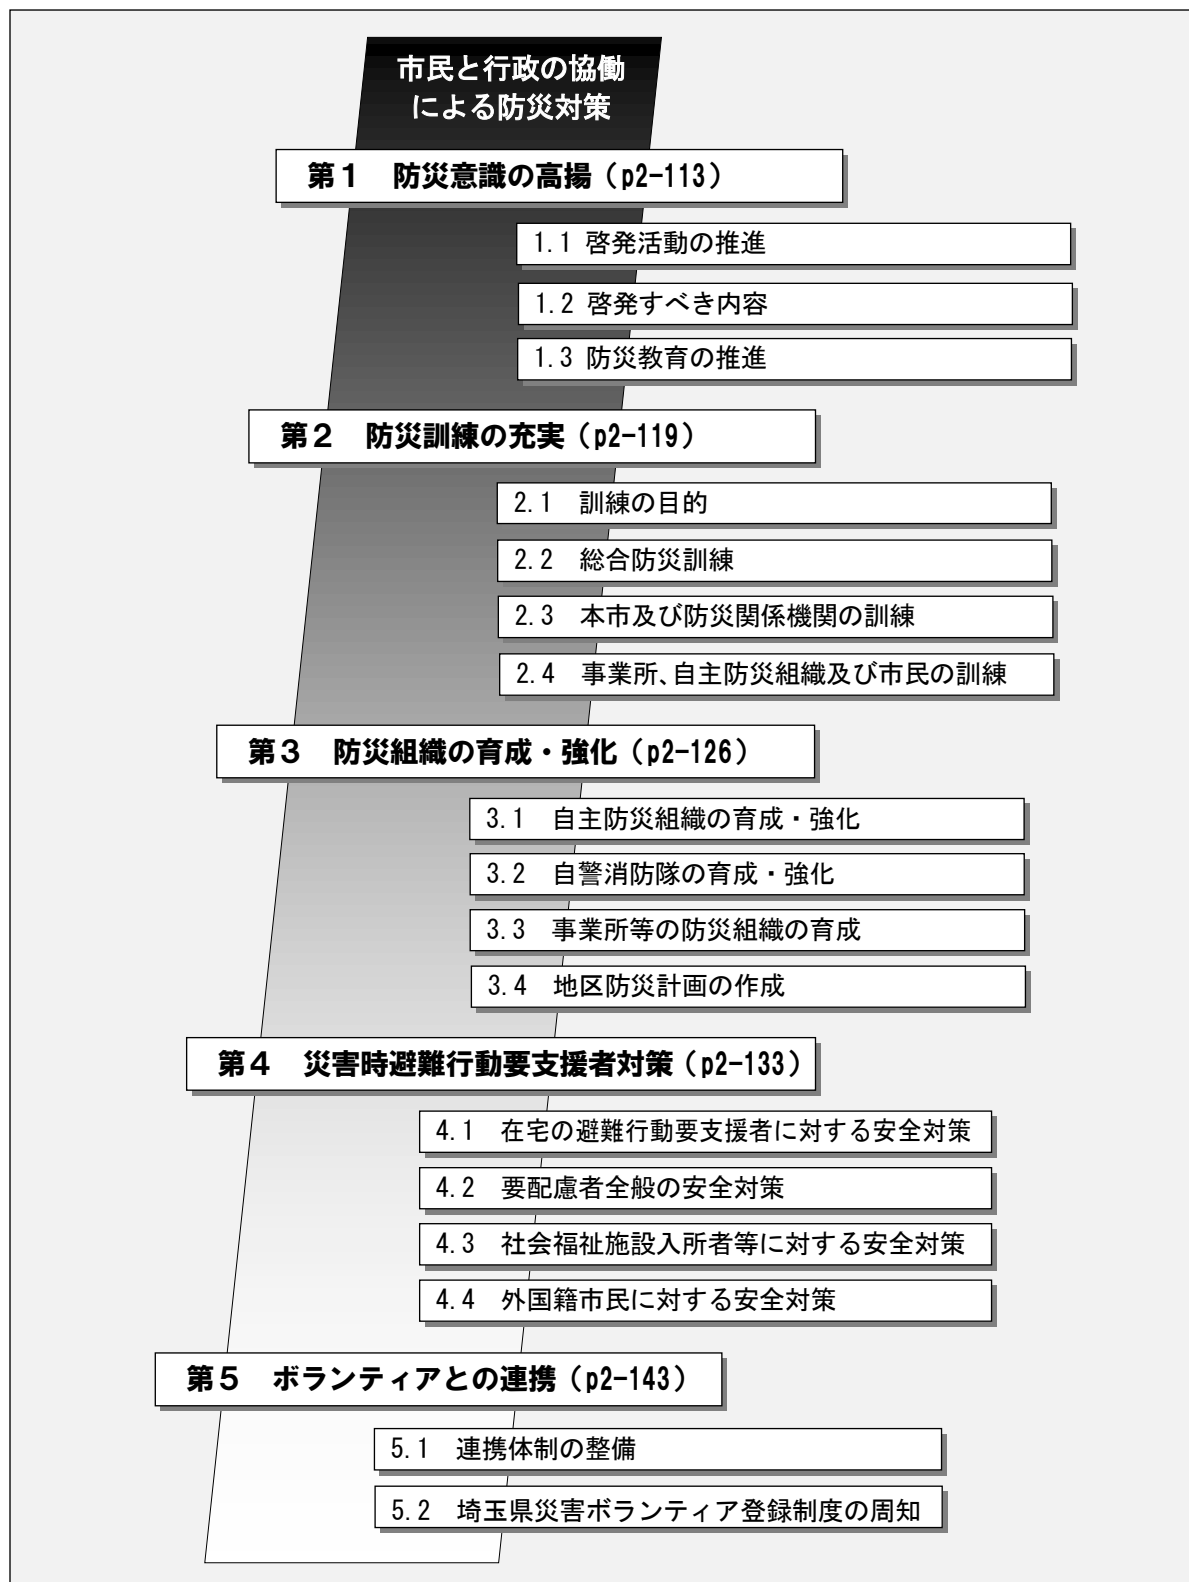 市民と行政の協働
による防災対策
第１　防災意識の高揚（p2-113）
1.1 啓発活動の推進
1.2 啓発すべき内容
1.3 防災教育の推進
第２　防災訓練の充実（p2-119）
2.1　訓練の目的
2.2　総合防災訓練
2.3　本市及び防災関係機関の訓練
2.4　事業所、自主防災組織及び市民の訓練
第３　防災組織の育成・強化（p2-126）
3.1　自主防災組織の育成・強化
3.2　自警消防隊の育成・強化
3.3　事業所等の防災組織の育成
3.4　地区防災計画の作成
第４　災害時避難行動要支援者対策（p2-133）
4.1　在宅の避難行動要支援者に対する安全対策
4.2　要配慮者全般の安全対策
4.3　社会福祉施設入所者等に対する安全対策
4.4　外国籍市民に対する安全対策
第５　ボランティアとの連携（p2-143）
5.1　連携体制の整備
5.2　埼玉県災害ボランティア登録制度の周知